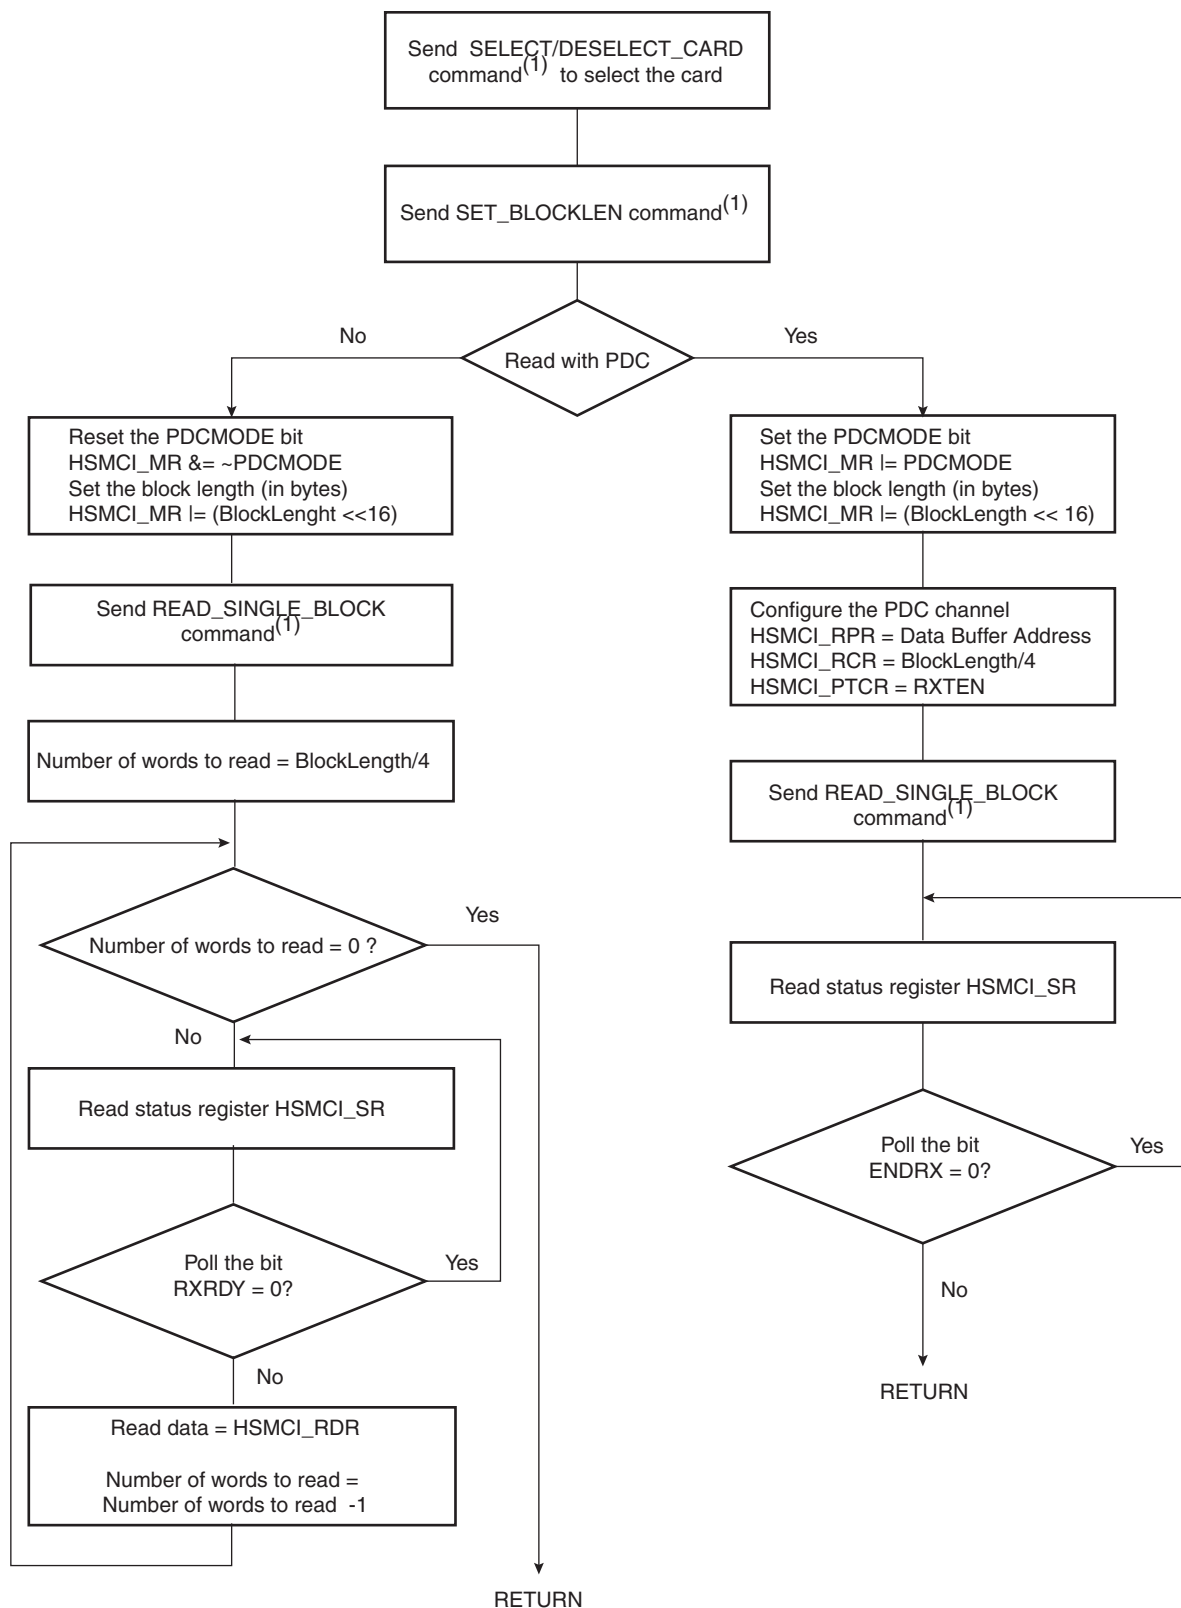 Send SELECT/DESELECT_CARD
command(1) to select the card
Send SET_BLOCKLEN command(1)
No
Yes
Read with PDC
Reset the PDCMODE bit
HSMCI_MR &= ~PDCMODE
Set the block length (in bytes)
HSMCI_MR |= (BlockLenght <<16)
Send READ_SINGLE_BLOCK
command(1)
Number of words to read = BlockLength/4
Number of words to read = 0 ?
Yes
No
Read status register HSMCI_SR
Poll the bit
RXRDY = 0?
Yes
No
Read data = HSMCI_RDR
Number of words to read =
Number of words to read -1
RETURN
Set the PDCMODE bit
HSMCI_MR |= PDCMODE
Set the block length (in bytes)
HSMCI_MR |= (BlockLength << 16)
Configure the PDC channel
HSMCI_RPR = Data Buffer Address
HSMCI_RCR = BlockLength/4
HSMCI_PTCR = RXTEN
Send READ_SINGLE_BLOCK
command(1)
Read status register HSMCI_SR
Poll the bit
ENDRX = 0?
Yes
No
RETURN